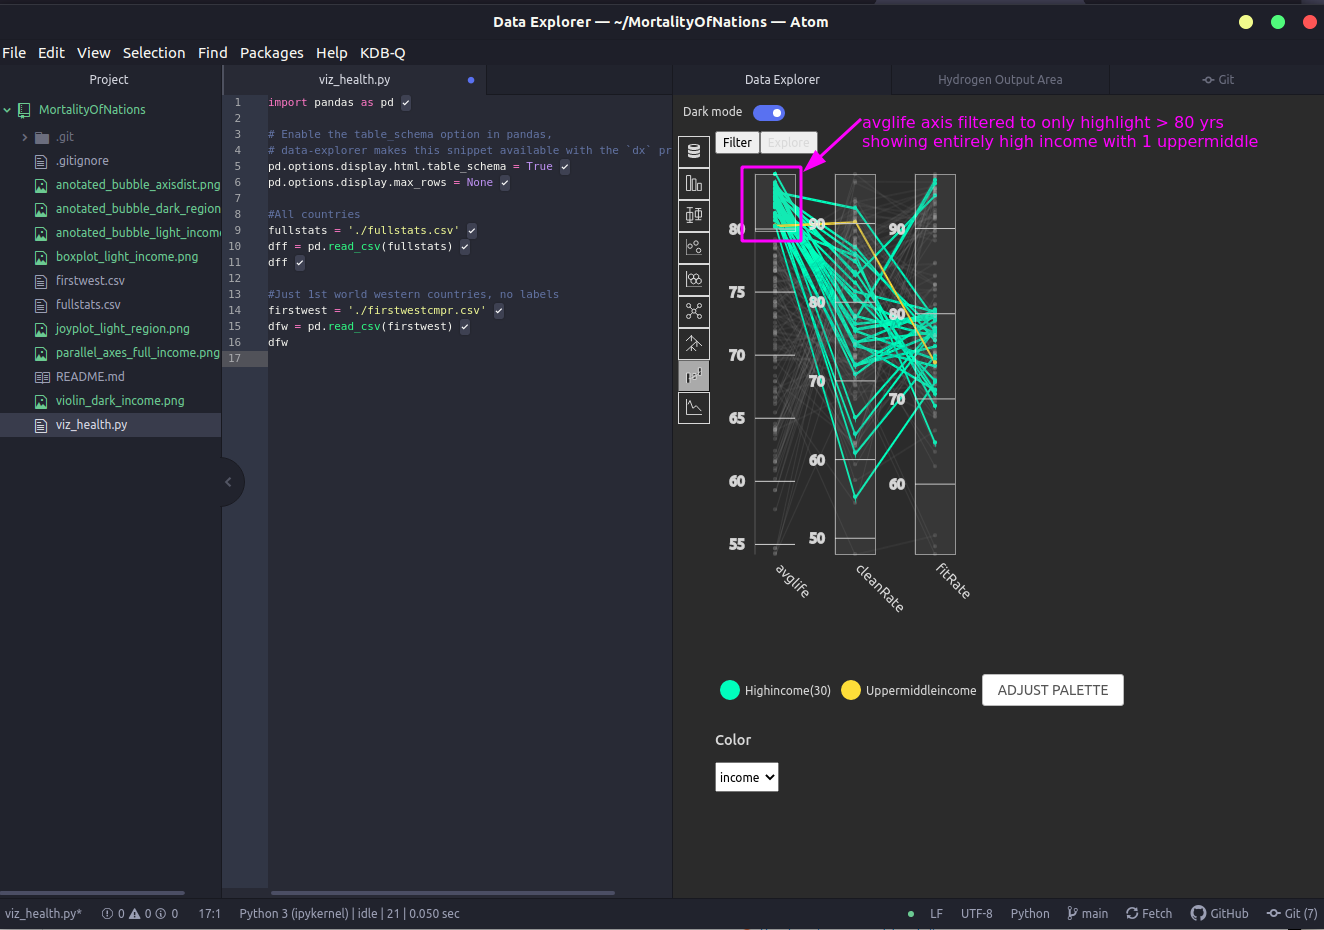 Data Explorer — ~/MortalityOfNations — Atom
File Edit View Selection Find Packages Help KDB-Q
Project
MortalityOfNations
.git
.gitignore
anotated_bubble_axisdist.png
anotated_bubble_dark_region
anotated_bubble_light_incom
boxplot_light_income.png
firstwest.csv
fullstats.csv
joyplot_light_region.png
parallel_axes_full_income.png
README.md
violin_dark_income.png
viz_health.py
viz_health.py
1 import pandas as pd
2
3 # Enable the table_schema option in pandas,
4 # data-explorer makes this snippet available with the `dx` pr
5 pd.options.display.html.table_schema = True
6 pd.options.display.max_rows = None
7
8 #All countries
9 fullstats = './fullstats.csv'
10 dff = pd.read_csv(fullstats)
11 dff
12
13 #Just 1st world western countries, no labels
14 firstwest = './firstwestcmpr.csv'
15 dfw = pd.read_csv(firstwest)
16 dfw
17
Data Explorer Hydrogen Output Area Git
Dark mode
Filter Explore
avglife axis filtered to only highlight > 80 yrs
showing entirely high income with 1 uppermiddle
80
75
70
65
60
55
avglife
90
80
70
60
50
cleanRate
90
80
70
60
fitRate
Highincome(30) Uppermiddleincome ADJUST PALETTE
Color
income
viz_health.py* 0 0 0 17:1 Python 3 (ipykernel) | idle | 21 | 0.050 sec LF UTF-8 Python main Fetch GitHub Git (7)